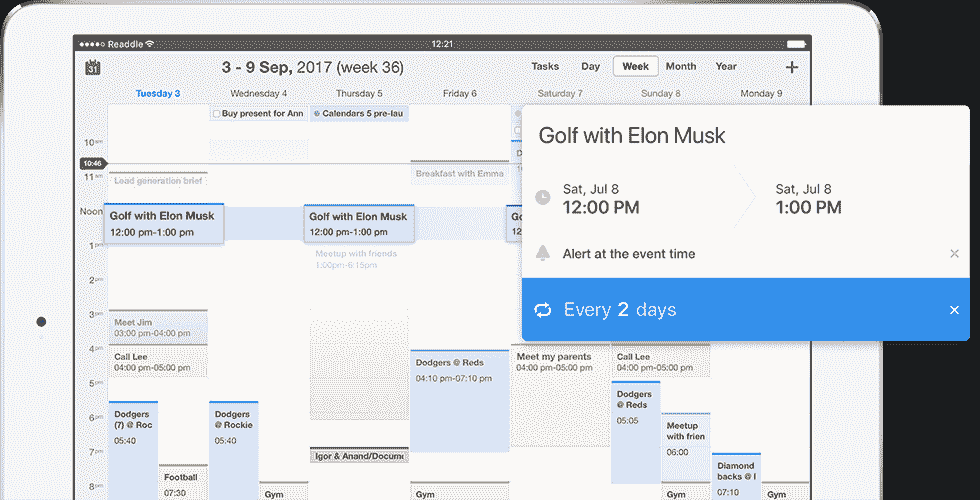 Readdle
12:21
31
3 - 9 Sep, 2017 (week 36)
Tasks
Day
Week
Month
Year
+
Tuesday 3
Wednesday 4
Thursday 5
Friday 6
Saturday 7
Sunday 8
Monday 9
Buy present for Ann
Calendars 5 pre-lau
10am
10:46
11am
Noon
1pm
2pm
3pm
4pm
5pm
6pm
7pm
8pm
Lead generation brief
Breakfast with Emma
Golf with Elon Musk
12:00 pm-1:00 pm
Golf with Elon Musk
12:00 pm-1:00 pm
Meetup with friends
1:00pm-6:15pm
Meet Jim
03:00 pm-04:00 pm
Call Lee
04:00 pm-05:00 pm
Dodgers @ Reds
04:10 pm-07:10 pm
Meet my parents
04:00 pm-05:00 pm
Call Lee
04:00 pm-05:00 pm
Dodgers
(7) @ Roc
05:40
Dodgers
@ Rockie
05:40
Dodgers
@ Reds
05:05
Meetup
with frien
06:00
Igor & Anand/Docume
Football
07:30
Gym
Gym
Gym
Diamond
backs @
07:10
Gym
Golf with Elon Musk
Sat, Jul 8
12:00 PM
Sat, Jul 8
1:00 PM
Alert at the event time
Every 2 days